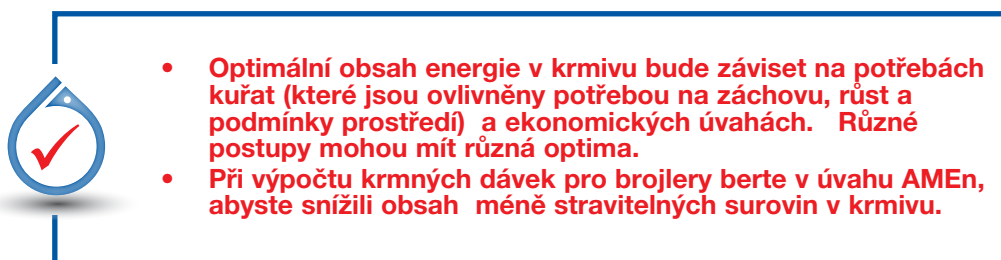 • Optimální obsah energie v krmivu bude záviset na potřebách
kuřat (které jsou ovlivněny potřebou na záchovu, růst a
podmínky prostředí)  a ekonomických úvahách.   Různé
postupy mohou mít různá optima.
• Při výpočtu krmných dávek pro brojlery berte v úvahu AMEn,
abyste snížili obsah  méně stravitelných surovin v krmivu.